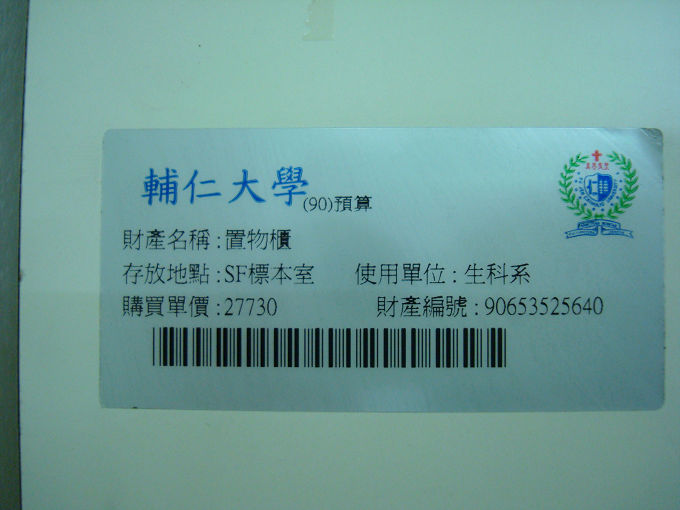 輔仁大學(90)預算
財產名稱:置物櫃
存放地點:SF標本室 使用單位:生科系
購買單價:27730 財產編號:90653525640